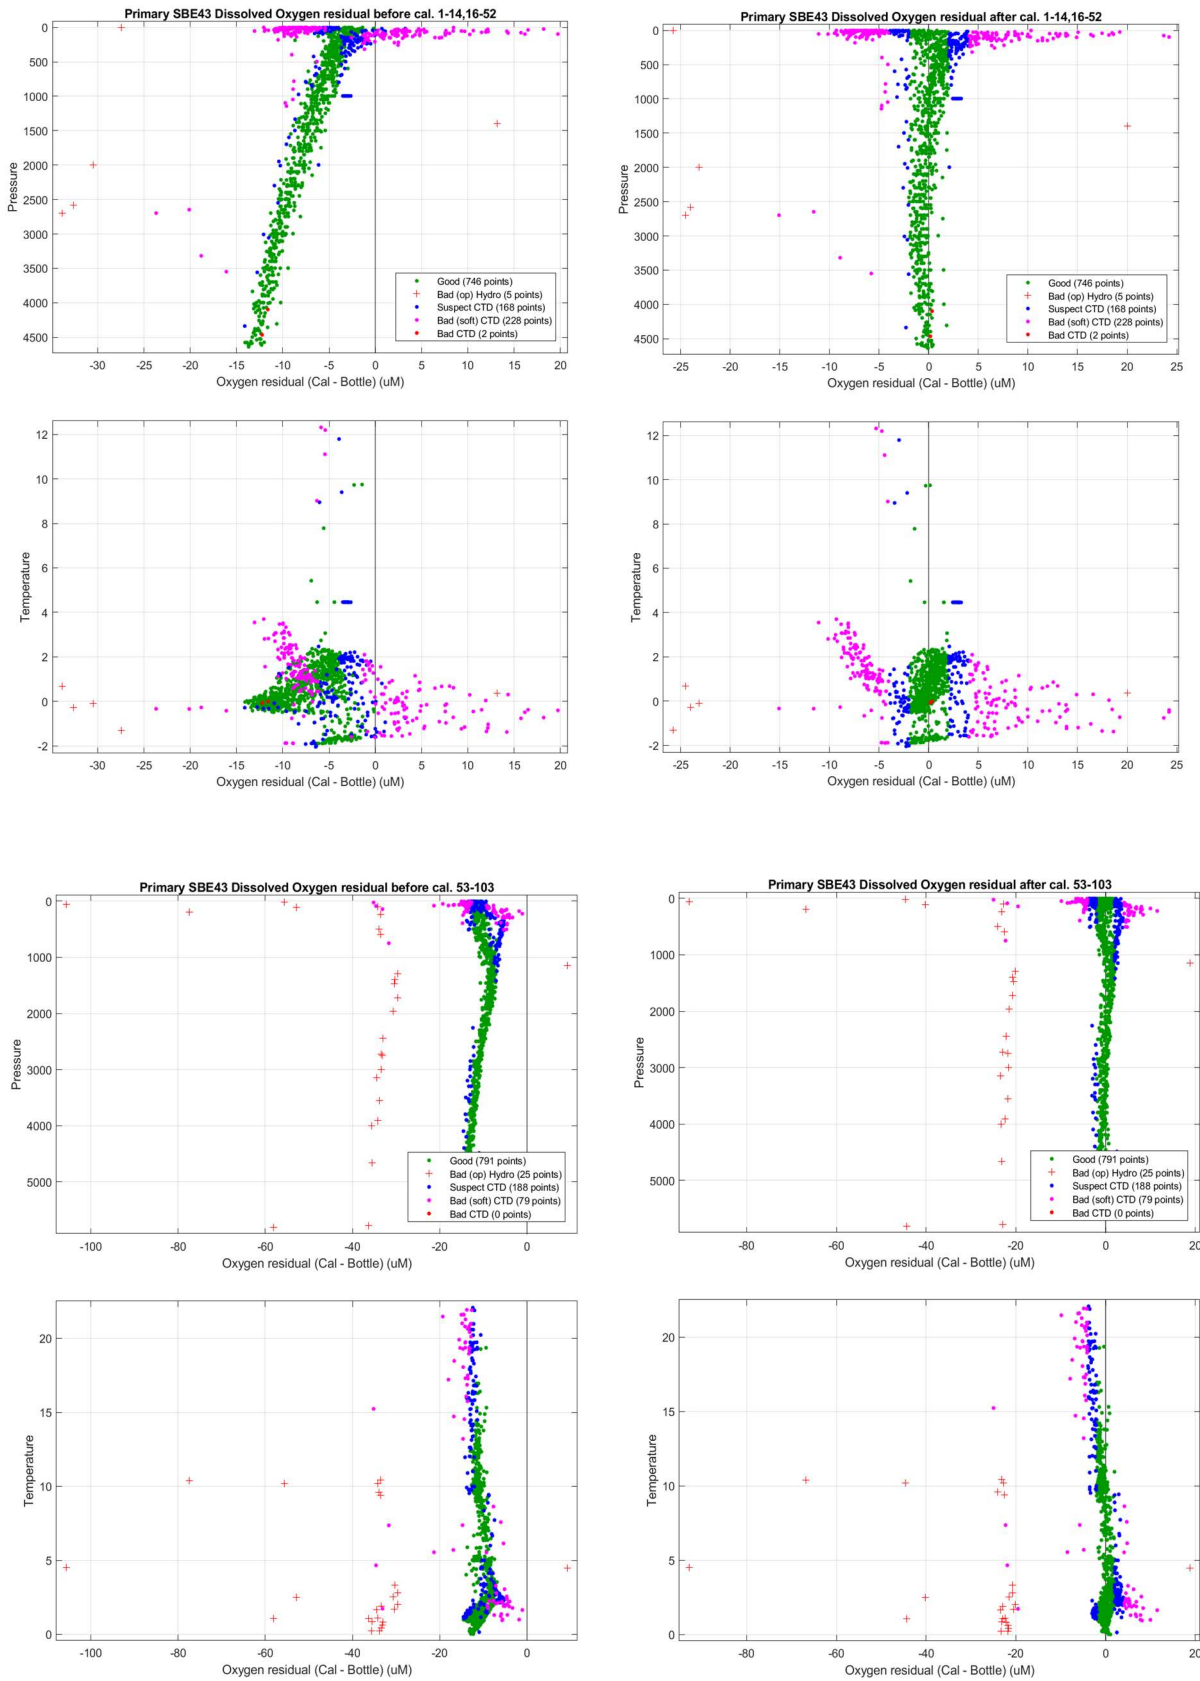 Primary SBE43 Dissolved Oxygen residual before cal. 1-14,16-52
0
500
1000
1500
2000
2500
3000
3500
4000
4500
Pressure
Good (746 points)
Bad (op) Hydro (5 points)
Suspect CTD (168 points)
Bad (soft) CTD (228 points)
Bad CTD (2 points)
-30 -25 -20 -15 -10 -5 0 5 10 15 20
Oxygen residual (Cal - Bottle) (uM)
Primary SBE43 Dissolved Oxygen residual after cal. 1-14,16-52
0
500
1000
1500
2000
2500
3000
3500
4000
4500
Pressure
Good (746 points)
Bad (op) Hydro (5 points)
Suspect CTD (168 points)
Bad (soft) CTD (228 points)
Bad CTD (2 points)
-25 -20 -15 -10 -5 0 5 10 15 20 25
Oxygen residual (Cal - Bottle) (uM)
12
10
8
6
4
2
0
-2
Temperature
-30 -25 -20 -15 -10 -5 0 5 10 15 20
Oxygen residual (Cal - Bottle) (uM)
12
10
8
6
4
2
0
-2
Temperature
-25 -20 -15 -10 -5 0 5 10 15 20 25
Oxygen residual (Cal - Bottle) (uM)
Primary SBE43 Dissolved Oxygen residual before cal. 53-103
0
1000
2000
3000
4000
5000
Pressure
Good (791 points)
Bad (op) Hydro (25 points)
Suspect CTD (188 points)
Bad (soft) CTD (79 points)
Bad CTD (0 points)
-100 -80 -60 -40 -20 0
Oxygen residual (Cal - Bottle) (uM)
Primary SBE43 Dissolved Oxygen residual after cal. 53-103
0
1000
2000
3000
4000
5000
Pressure
Good (791 points)
Bad (op) Hydro (25 points)
Suspect CTD (188 points)
Bad (soft) CTD (79 points)
Bad CTD (0 points)
-80 -60 -40 -20 0 20
Oxygen residual (Cal - Bottle) (uM)
20
15
10
5
0
Temperature
-100 -80 -60 -40 -20 0
Oxygen residual (Cal - Bottle) (uM)
20
15
10
5
0
Temperature
-80 -60 -40 -20 0 20
Oxygen residual (Cal - Bottle) (uM)